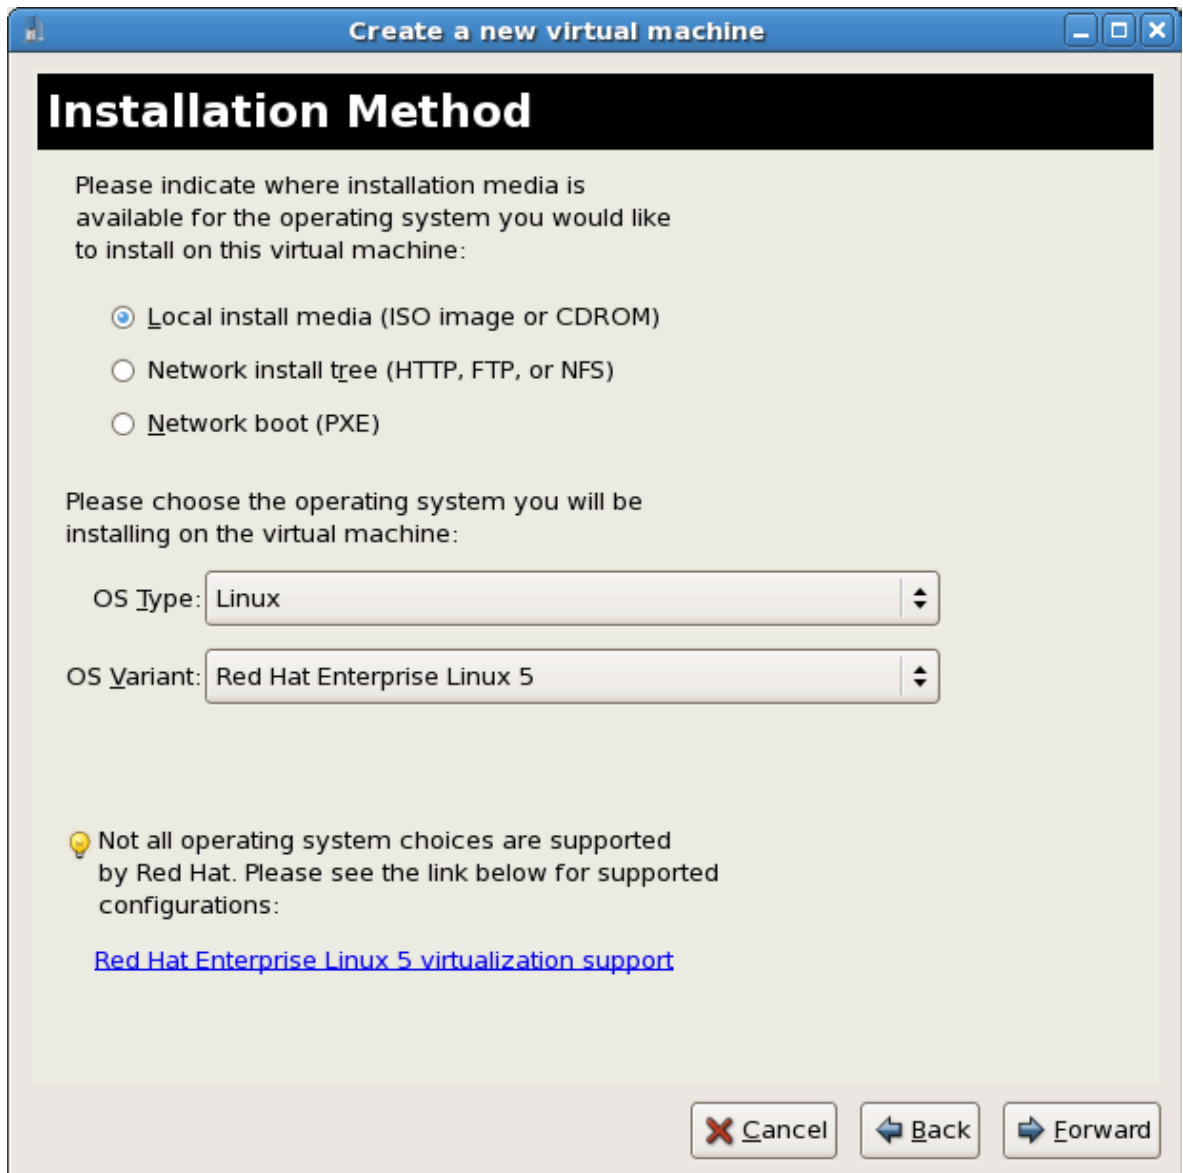 Create a new virtual machine
Installation Method
Please indicate where installation media is
available for the operating system you would like
to install on this virtual machine:
Local install media (ISO image or CDROM)
Network install tree (HTTP, FTP, or NFS)
Network boot (PXE)
Please choose the operating system you will be
installing on the virtual machine:
OS Type: Linux
OS Variant: Red Hat Enterprise Linux 5
Not all operating system choices are supported
by Red Hat. Please see the link below for supported
configurations:
Red Hat Enterprise Linux 5 virtualization support
Cancel Back Forward